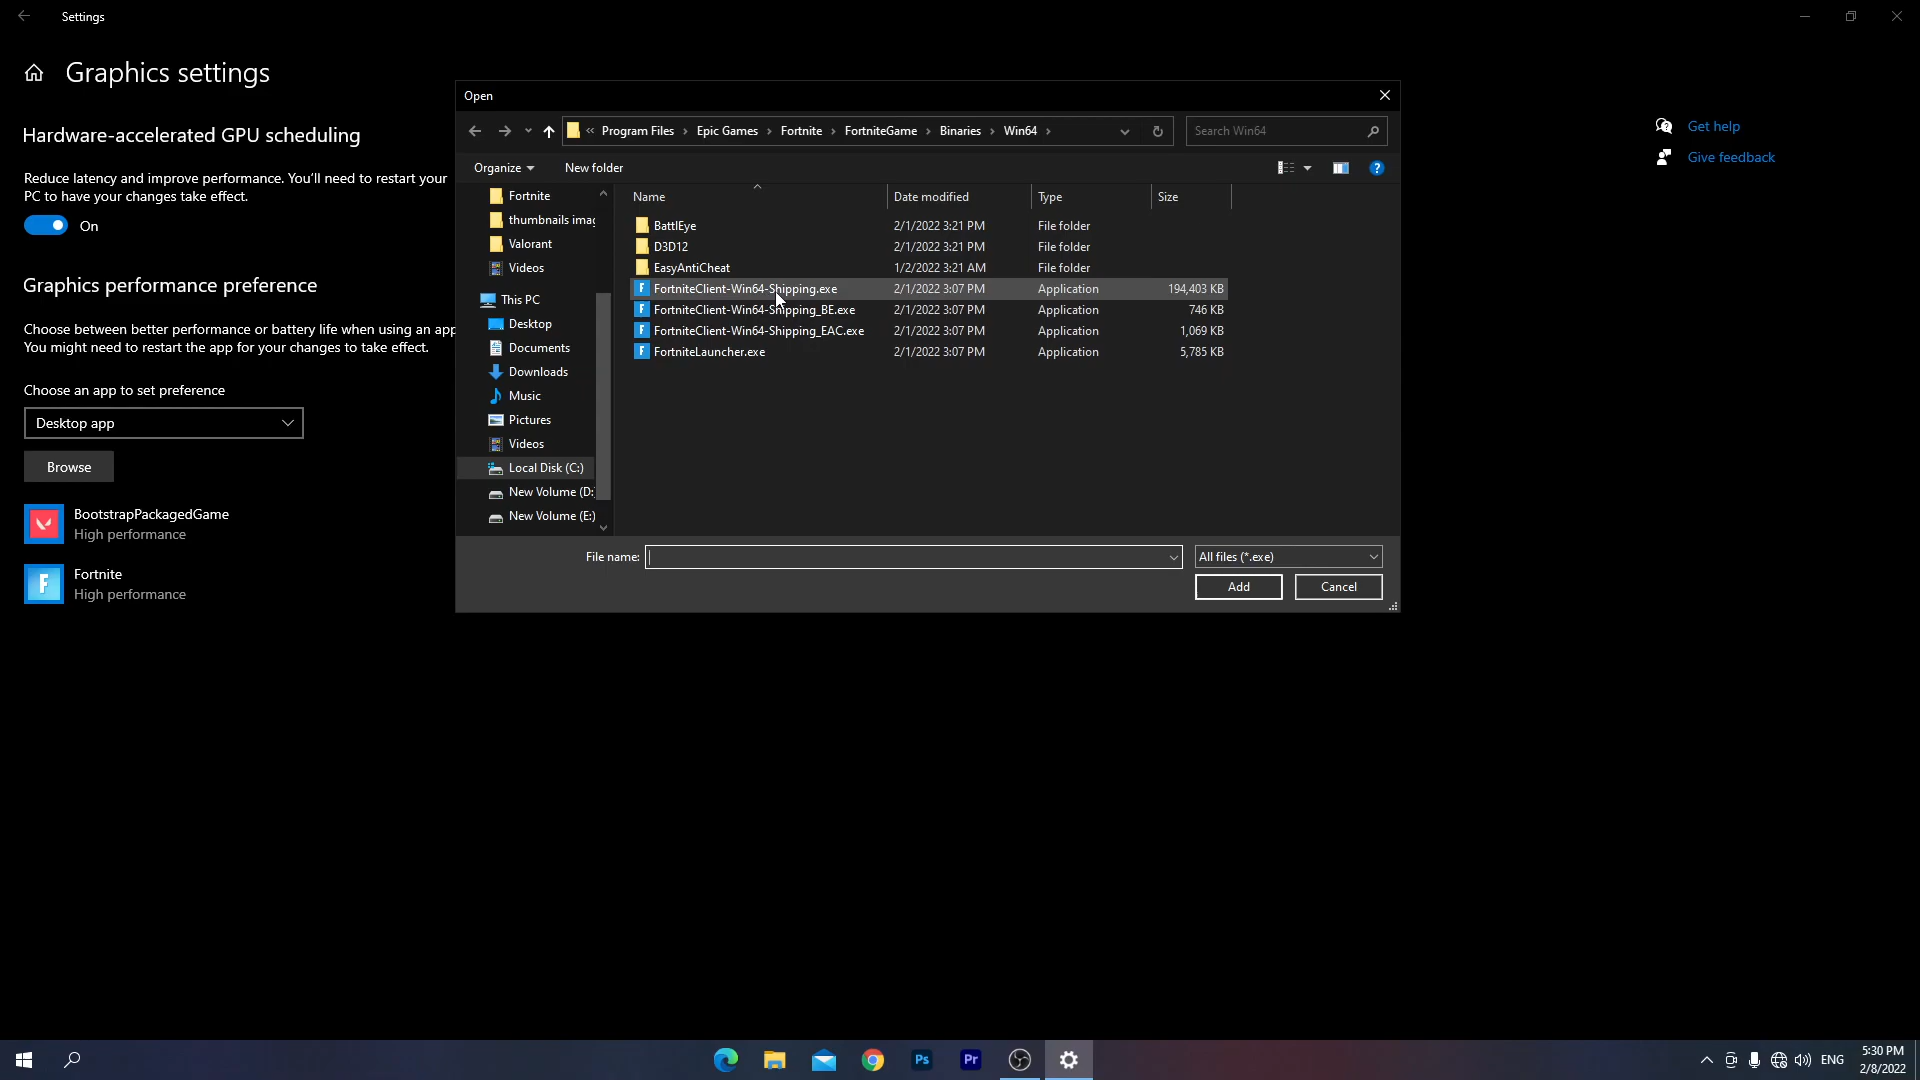 Settings
Graphics settings
Hardware-accelerated GPU scheduling
Reduce latency and improve performance. You'll need to restart your
PC to have your changes take effect.
On
Graphics performance preference
Choose between better performance or battery life when using an app
You might need to restart the app for your changes to take effect.
Choose an app to set preference
Desktop app
Browse
BootstrapPackagedGame
High performance
Fortnite
High performance
Open
« Program Files › Epic Games › Fortnite › FortniteGame › Binaries › Win64 ›
Search Win64
Organize New folder
Fortnite
thumbnails imag
Valorant
Videos
This PC
Desktop
Documents
Downloads
Music
Pictures
Videos
Local Disk (C:)
New Volume (D:
New Volume (E:)
Name Date modified Type Size
BattlEye 2/1/2022 3:21 PM File folder
D3D12 2/1/2022 3:21 PM File folder
EasyAntiCheat 1/2/2022 3:21 AM File folder
FortniteClient-Win64-Shipping.exe 2/1/2022 3:07 PM Application 194,403 KB
FortniteClient-Win64-Shipping_BE.exe 2/1/2022 3:07 PM Application 746 KB
FortniteClient-Win64-Shipping_EAC.exe 2/1/2022 3:07 PM Application 1,069 KB
FortniteLauncher.exe 2/1/2022 3:07 PM Application 5,785 KB
File name:
All files (*.exe)
Add Cancel
Get help
Give feedback
Ps
Pr
ENG
5:30 PM
2/8/2022